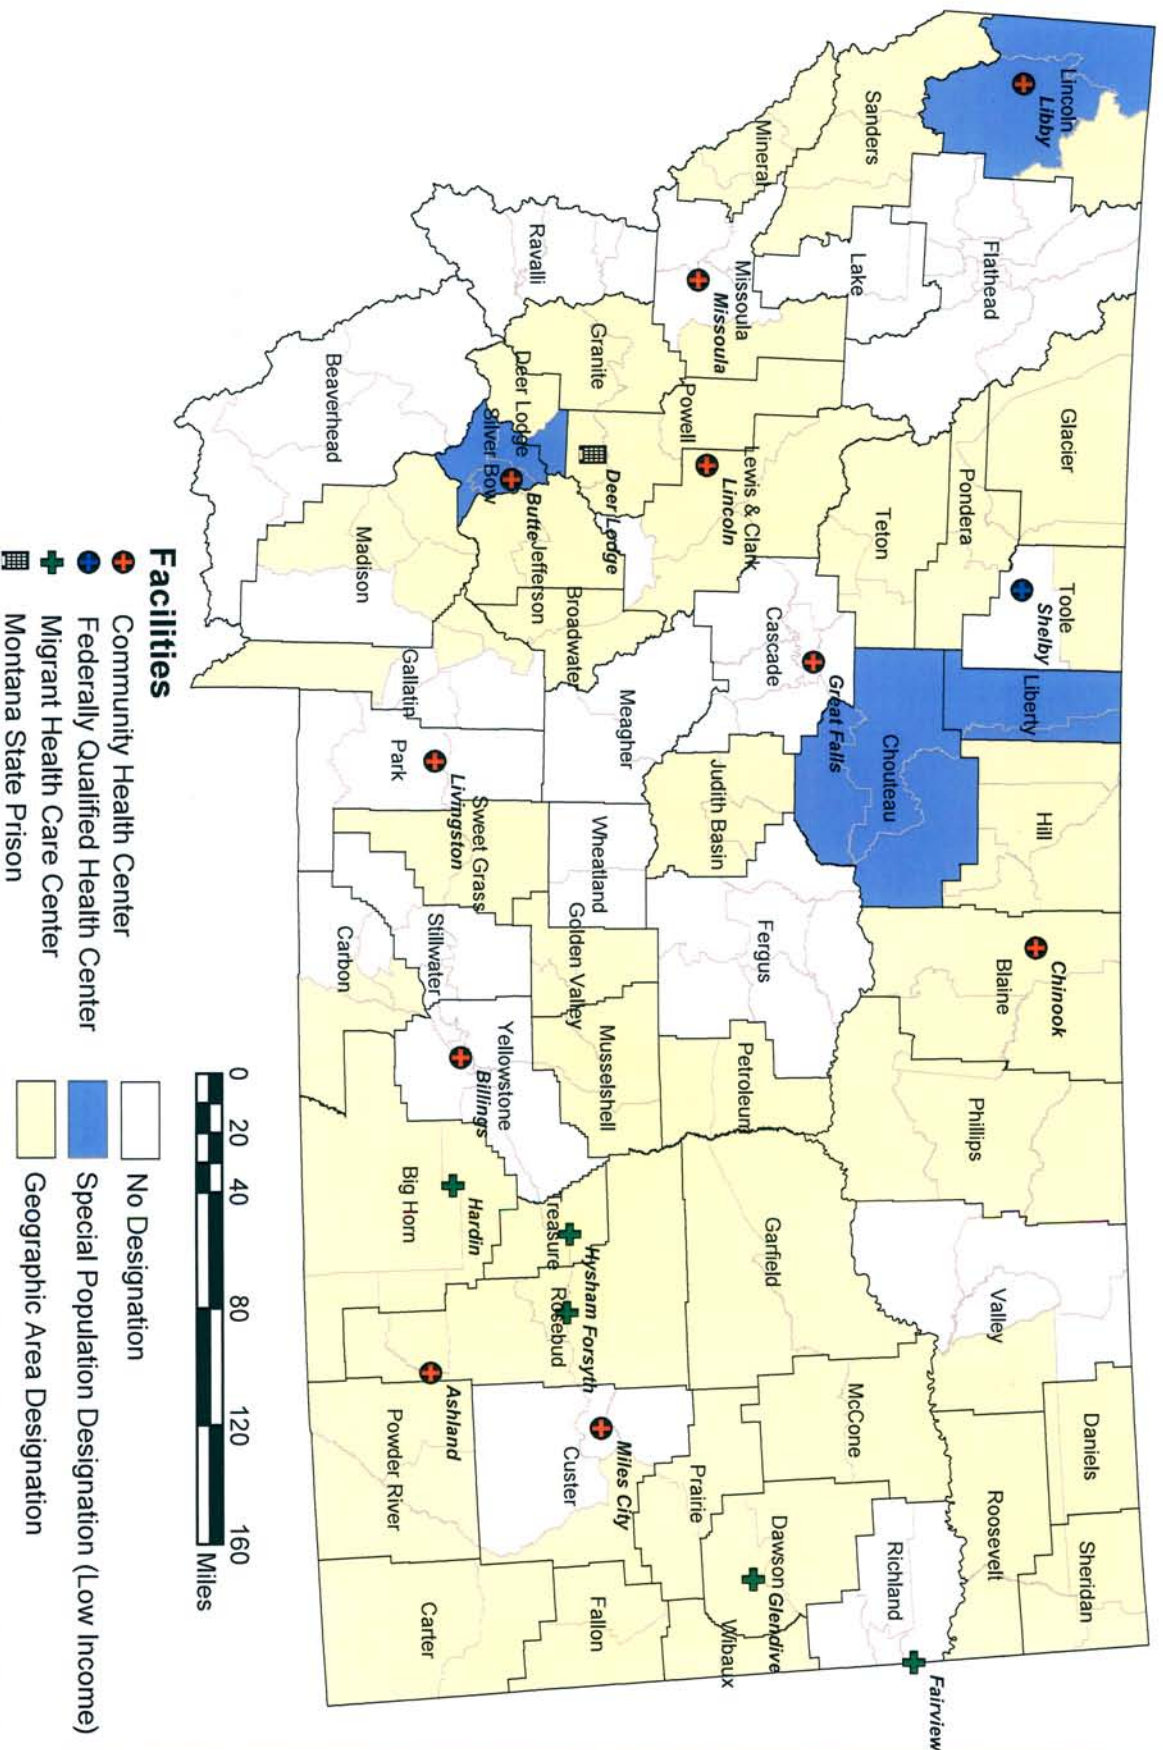 Lincoln
Libby
Flathead
Glacier
Toole
Shelby
Liberty
Hill
Chinook
Blaine
Phillips
Valley
Daniels
Sheridan
Roosevelt
Sanders
Lake
Pondera
Teton
Chouteau
Great Falls
Mineral
Missoula
Missoula
Powell
Lewis & Clark
Lincoln
Cascade
Judith Basin
Fergus
Petroleum
Garfield
McCone
Richland
Fairview
Dawson
Glendive
Wibaux
Prairie
Ravalli
Granite
Deer Lodge
Deer Lodge
Silver Bow
Butte
Jefferson
Broadwater
Meagher
Wheatland
Golden Valley
Musselshell
Treasure
Hysham
Forsyth
Rosebud
Miles City
Custer
Fallon
Beaverhead
Madison
Gallatin
Park
Livingston
Sweet Grass
Stillwater
Carbon
Yellowstone
Billings
Big Horn
Hardin
Ashland
Powder River
Carter
Facilities
Community Health Center
Federally Qualified Health Center
Migrant Health Care Center
Montana State Prison
0 20 40 80 120 160
Miles
No Designation
Special Population Designation (Low Income)
Geographic Area Designation